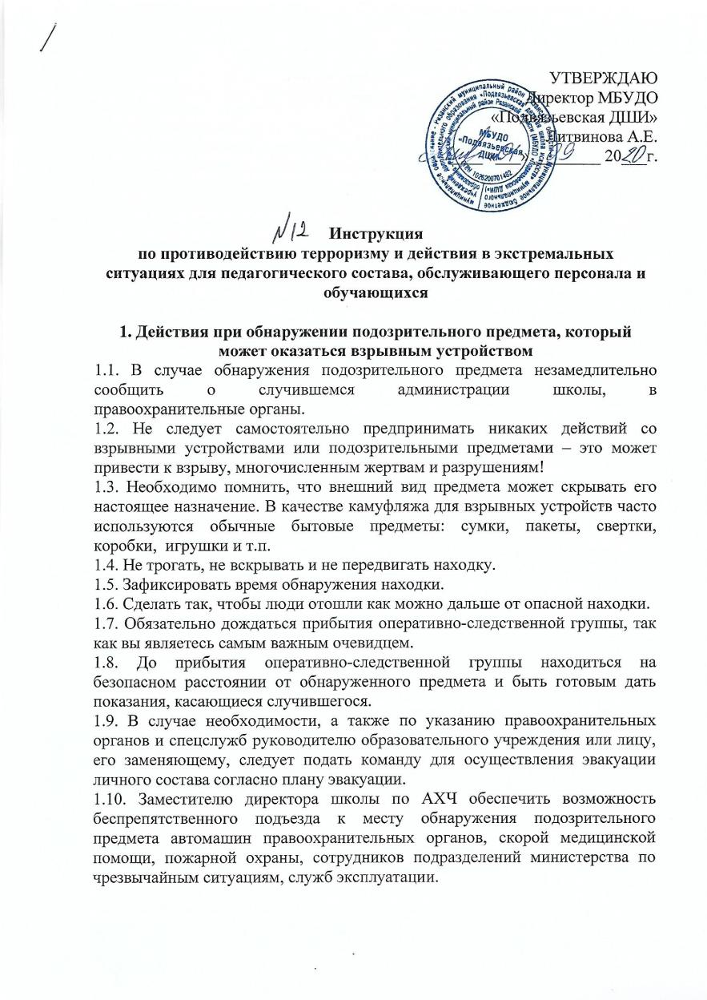 УТВЕРЖДАЮ
Директор МБУДО
«Подвязьевская ДШИ»
Литвинова А.Е.
09 2020 г.
МБУДО
«Подвязьевская
ДШИ»
ОГРН 1026200701482
№12 Инструкция
по противодействию терроризму и действия в экстремальных
ситуациях для педагогического состава, обслуживающего персонала и
обучающихся
1. Действия при обнаружении подозрительного предмета, который
может оказаться взрывным устройством
1.1. В случае обнаружения подозрительного предмета незамедлительно
сообщить о случившемся администрации школы, в
правоохранительные органы.
1.2. Не следует самостоятельно предпринимать никаких действий со
взрывными устройствами или подозрительными предметами – это может
привести к взрыву, многочисленным жертвам и разрушениям!
1.3. Необходимо помнить, что внешний вид предмета может скрывать его
настоящее назначение. В качестве камуфляжа для взрывных устройств часто
используются обычные бытовые предметы: сумки, пакеты, свертки,
коробки, игрушки и т.п.
1.4. Не трогать, не вскрывать и не передвигать находку.
1.5. Зафиксировать время обнаружения находки.
1.6. Сделать так, чтобы люди отошли как можно дальше от опасной находки.
1.7. Обязательно дождаться прибытия оперативно-следственной группы, так
как вы являетесь самым важным очевидцем.
1.8. До прибытия оперативно-следственной группы находиться на
безопасном расстоянии от обнаруженного предмета и быть готовым дать
показания, касающиеся случившегося.
1.9. В случае необходимости, а также по указанию правоохранительных
органов и спецслужб руководителю образовательного учреждения или лицу,
его заменяющему, следует подать команду для осуществления эвакуации
личного состава согласно плану эвакуации.
1.10. Заместителю директора школы по АХЧ обеспечить возможность
беспрепятственного подъезда к месту обнаружения подозрительного
предмета автомашин правоохранительных органов, скорой медицинской
помощи, пожарной охраны, сотрудников подразделений министерства по
чрезвычайным ситуациям, служб эксплуатации.